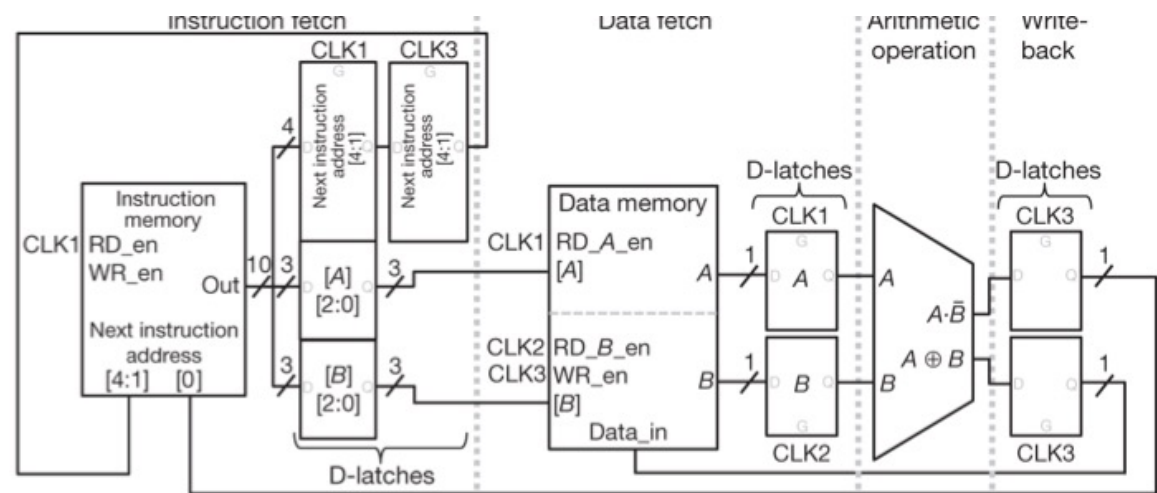 Instruction fetch
Data fetch
Arithmetic
operation
Write-
back
CLK1
CLK3
G
G
Next instruction
address
[4:1]
Next instruction
address
[4:1]
4
D
Q
D
Q
Instruction
memory
CLK1
RD_en
WR_en
Out
10
3
D
[A]
[2:0]
Q
3
Next instruction
address
[4:1]
[0]
3
D
[B]
[2:0]
Q
3
D-latches
Data memory
CLK1
RD_A_en
[A]
A
1
CLK2
RD_B_en
CLK3
WR_en
[B]
B
1
Data_in
D-latches
CLK1
G
D
A
Q
D
B
Q
G
CLK2
A
B
A·B̄
A ⊕ B
D-latches
CLK3
G
D
Q
1
D
Q
1
G
CLK3